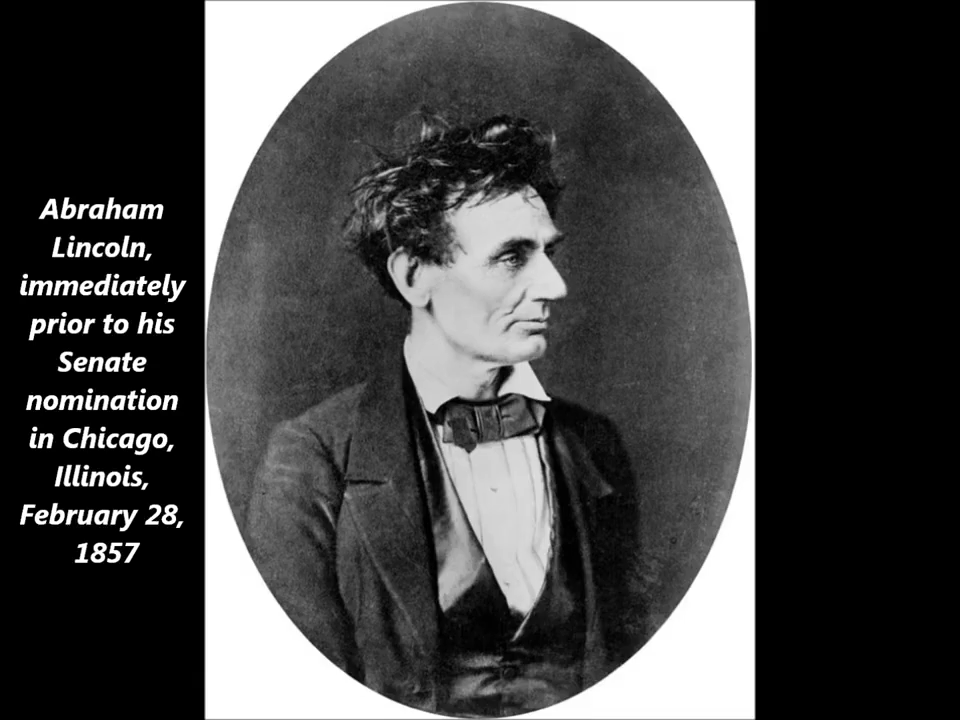 Abraham
Lincoln,
immediately
prior to his
Senate
nomination
in Chicago,
Illinois,
February 28,
1857